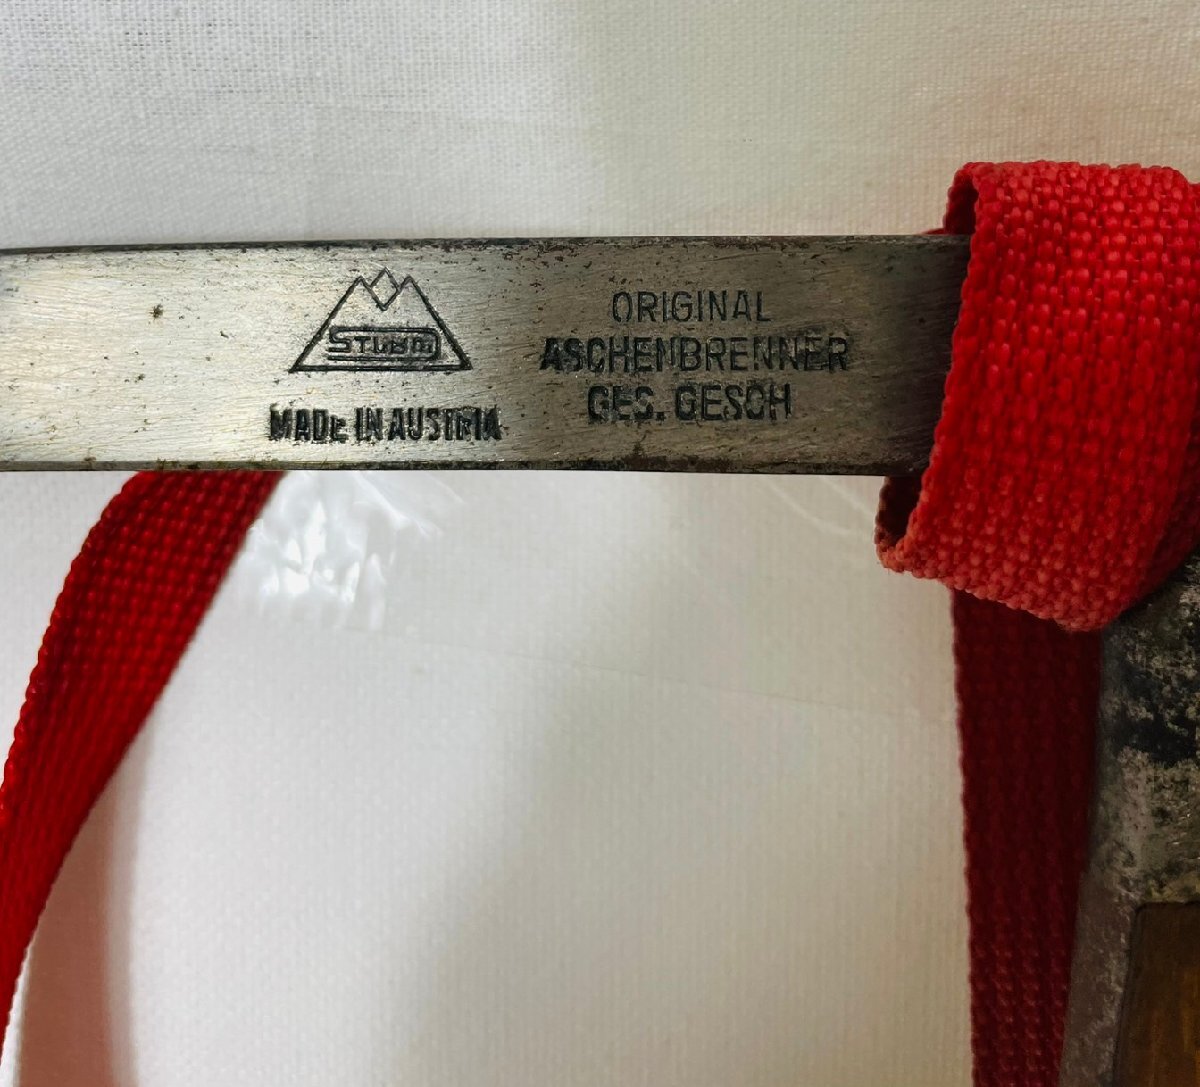 STUBAI
MADE IN AUSTRIA
ORIGINAL
ASCHENBRENNER
GES. GESCH